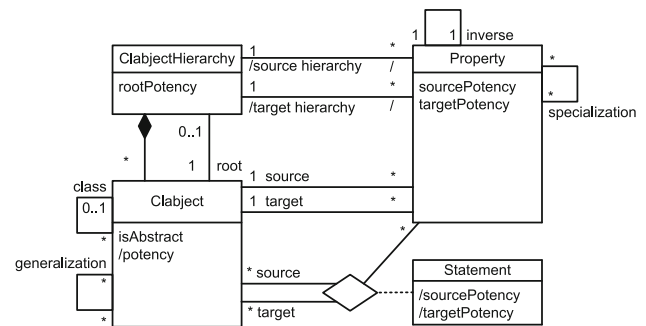 1 1 inverse
ClabjectHierarchy 1 * Property
/source hierarchy /
rootPotency 1 * sourcePotency *
/target hierarchy / targetPotency *
specialization
0..1
* 1 root
class 1 source *
0..1 Clabject 1 target *
* isAbstract *
generalization /potency
* * source Statement
* * target /sourcePotency
/targetPotency